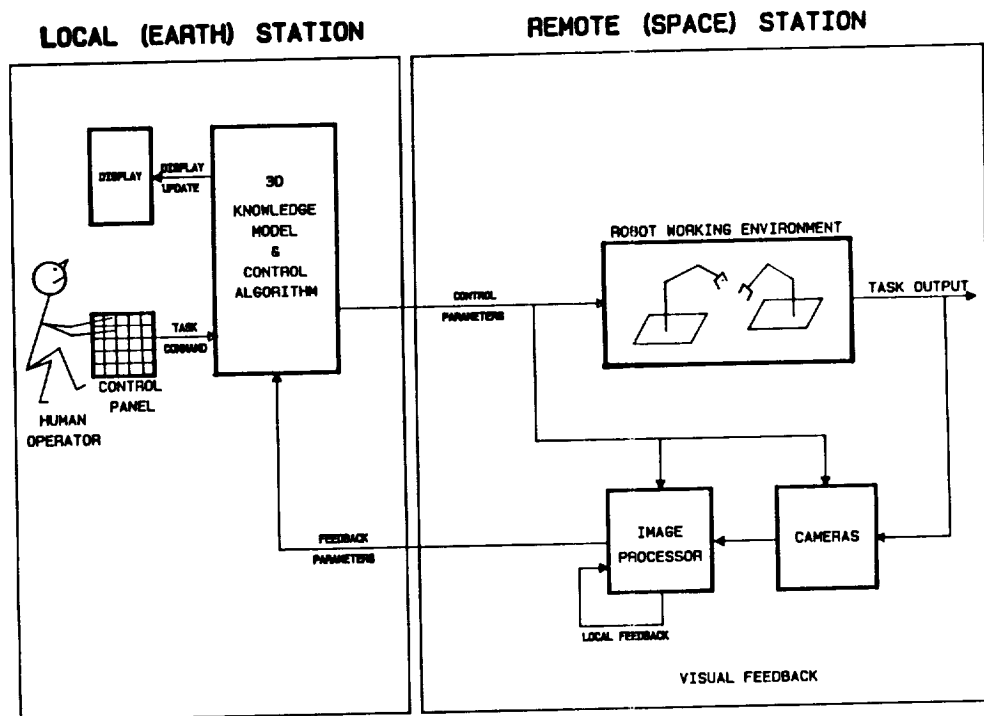 LOCAL (EARTH) STATION
REMOTE (SPACE) STATION
DISPLAY
DISPLAY
UPDATE
3D
KNOWLEDGE
MODEL
&
CONTROL
ALGORITHM
TASK
COMMAND
CONTROL
PANEL
HUMAN
OPERATOR
CONTROL
PARAMETERS
ROBOT WORKING ENVIRONMENT
TASK OUTPUT
FEEDBACK
PARAMETERS
IMAGE
PROCESSOR
CAMERAS
LOCAL FEEDBACK
VISUAL FEEDBACK